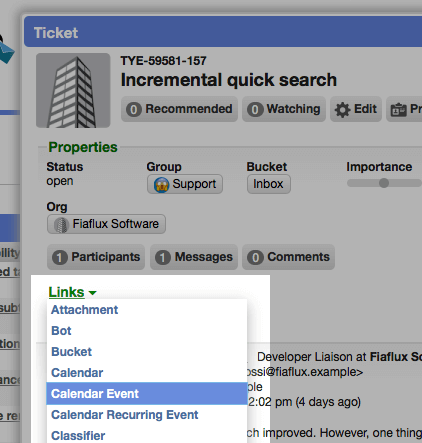 Ticket
TYE-59581-157
Incremental quick search
0 Recommended 0 Watching Edit
Properties
Status Group Bucket Importance
open Support Inbox
Org
Fiaflux Software
1 Participants 1 Messages 0 Comments
Links
Attachment
Bot
Bucket
Calendar
Calendar Event
Calendar Recurring Event
Classifier
Developer Liaison at Fiaflux So
ossi@fiaflux.example>
ple
2:02 pm (4 days ago)
ch improved. However, one thing